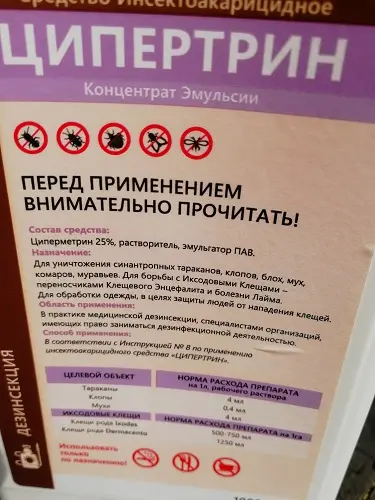 Средство Инсектоакарицидное
ЦИПЕРТРИН
Концентрат Эмульсии
ПЕРЕД ПРИМЕНЕНИЕМ
ВНИМАТЕЛЬНО ПРОЧИТАТЬ!
Состав средства:
Циперметрин 25%, растворитель, эмульгатор ПАВ.
Назначение:
Для уничтожения синантропных тараканов, клопов, блох, мух,
комаров, муравьев. Для борьбы с Иксодовыми Клещами –
переносчиками Клещевого Энцефалита и болезни Лайма.
Для обработки одежды, в целях защиты людей от нападения клещей.
Область применения:
В практике медицинской дезинфекции, специалистами организаций,
имеющих право заниматься дезинфекционной деятельностью.
Способ применения:
В соответствии с Инструкцией № 8 по применению
инсектоакарицидного средства «ЦИПЕРТРИН».
ЦЕЛЕВОЙ ОБЪЕКТ
НОРМА РАСХОДА ПРЕПАРАТА
на 1л. рабочего раствора
Тараканы 4 мл
Клопы 0,4 мл
Мухи 4 мл
ИКСОДОВЫЕ КЛЕЩИ НОРМА РАСХОДА ПРЕПАРАТА на 1га
Клещи рода Ixodes 500-750 мл
Клещи рода Dermacento 1250 мл
Использовать
только
по назначению!
ДЕЗИНСЕКЦИЯ